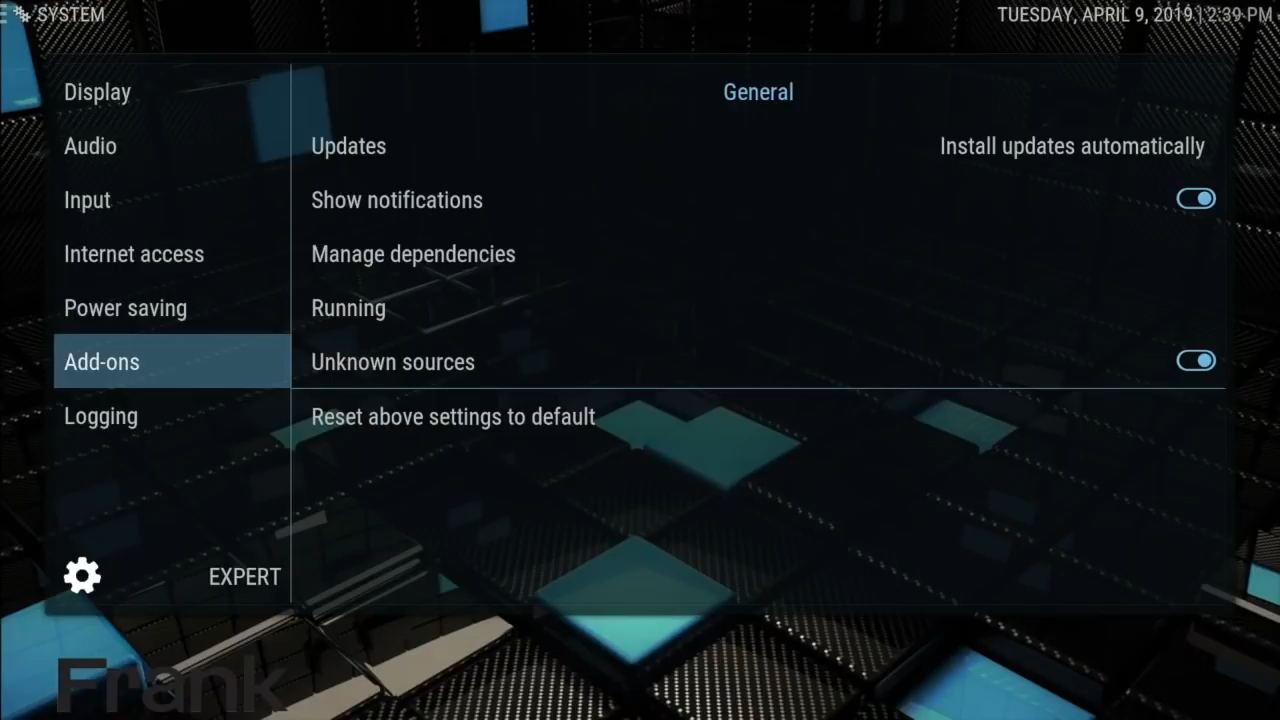 SYSTEM
TUESDAY, APRIL 9, 2019 | 2:39 PM
Display
Audio
Input
Internet access
Power saving
Add-ons
Logging
EXPERT
General
Updates
Install updates automatically
Show notifications
Manage dependencies
Running
Unknown sources
Reset above settings to default
Frank